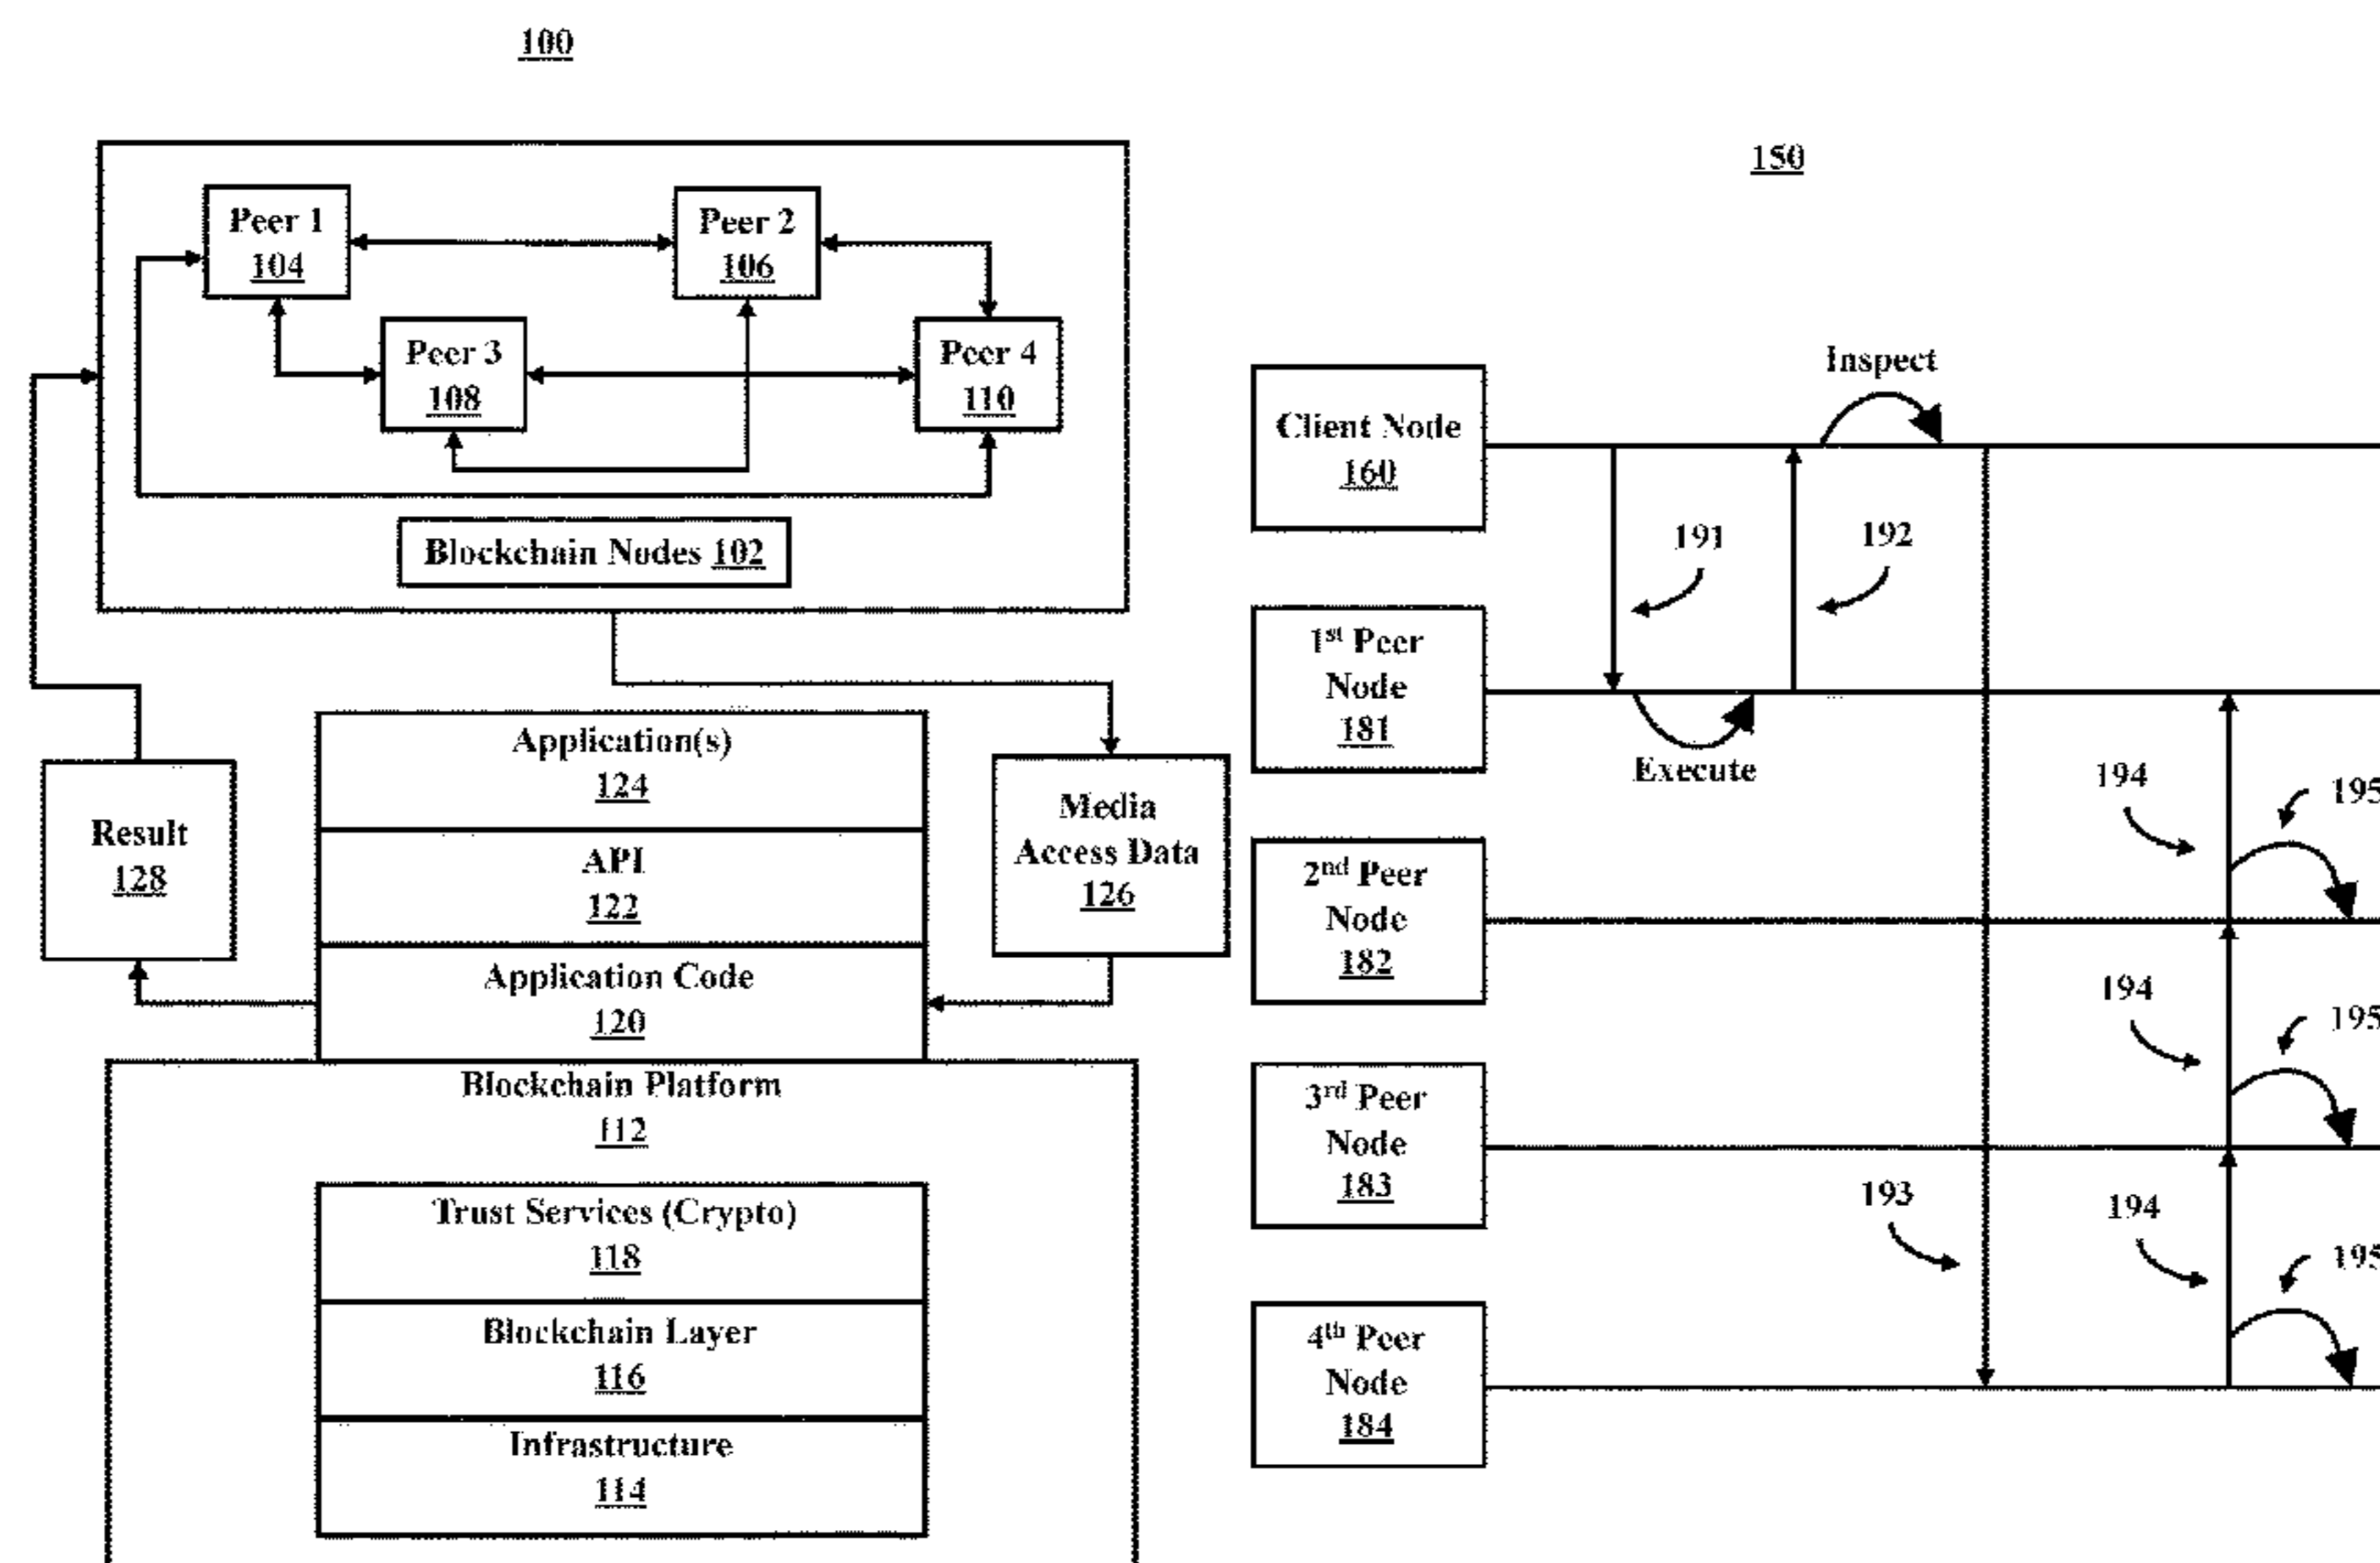 100
Peer 1
104
Peer 2
106
Peer 3
108
Peer 4
110
Blockchain Nodes 102
Application(s)
124
API
122
Application Code
120
Result
128
Media
Access Data
126
Blockchain Platform
112
Trust Services (Crypto)
118
Blockchain Layer
116
Infrastructure
114
150
Inspect
Client Node
160
191
192
1st Peer
Node
181
Execute
194
195
2nd Peer
Node
182
194
195
3rd Peer
Node
183
193
194
195
4th Peer
Node
184